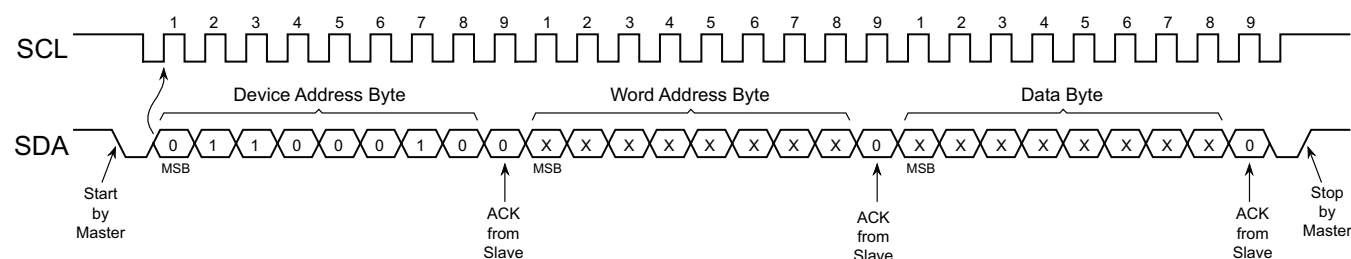 1 2 3 4 5 6 7 8 9 1 2 3 4 5 6 7 8 9 1 2 3 4 5 6 7 8 9
SCL
Device Address Byte Word Address Byte Data Byte
SDA 0 1 1 0 0 0 1 0 0 X X X X X X X X 0 X X X X X X X X 0
MSB MSB MSB
Start
by
Master
ACK
from
Slave
ACK
from
Slave
ACK
from
Slave
Stop
by
Master